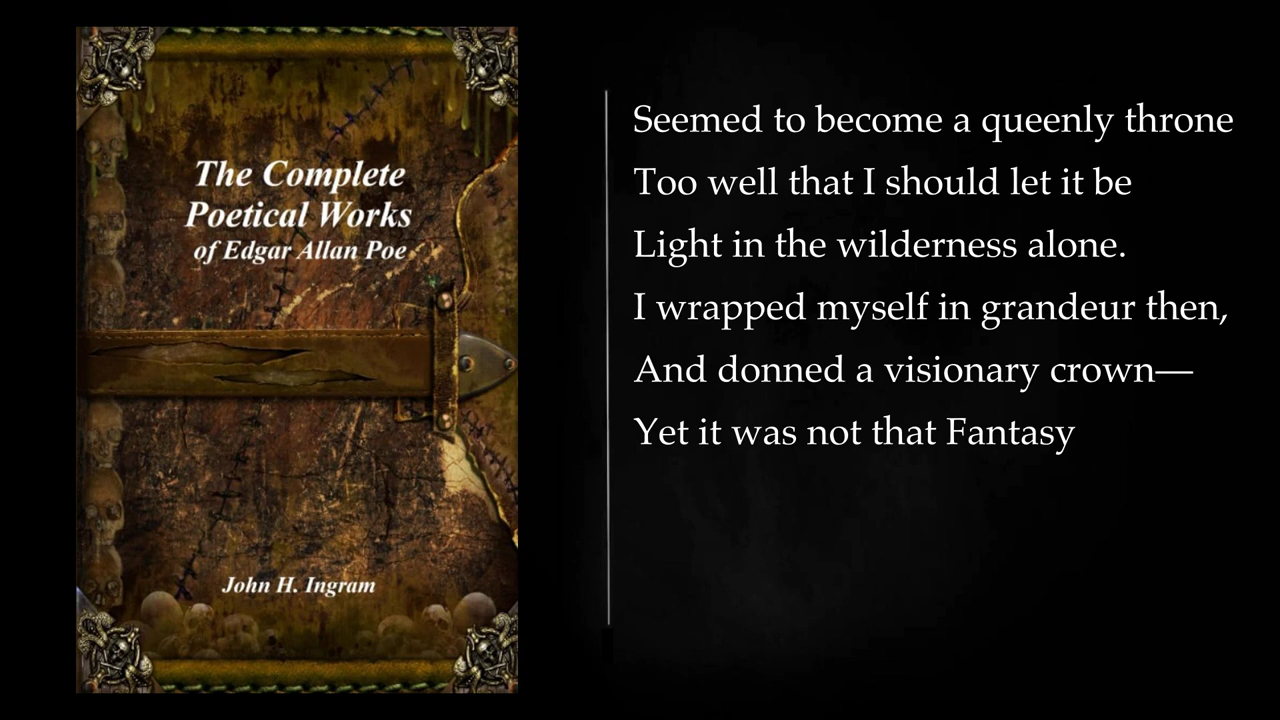 The Complete
Poetical Works
of Edgar Allan Poe
John H. Ingram
Seemed to become a queenly throne
Too well that I should let it be
Light in the wilderness alone.
I wrapped myself in grandeur then,
And donned a visionary crown—
Yet it was not that Fantasy